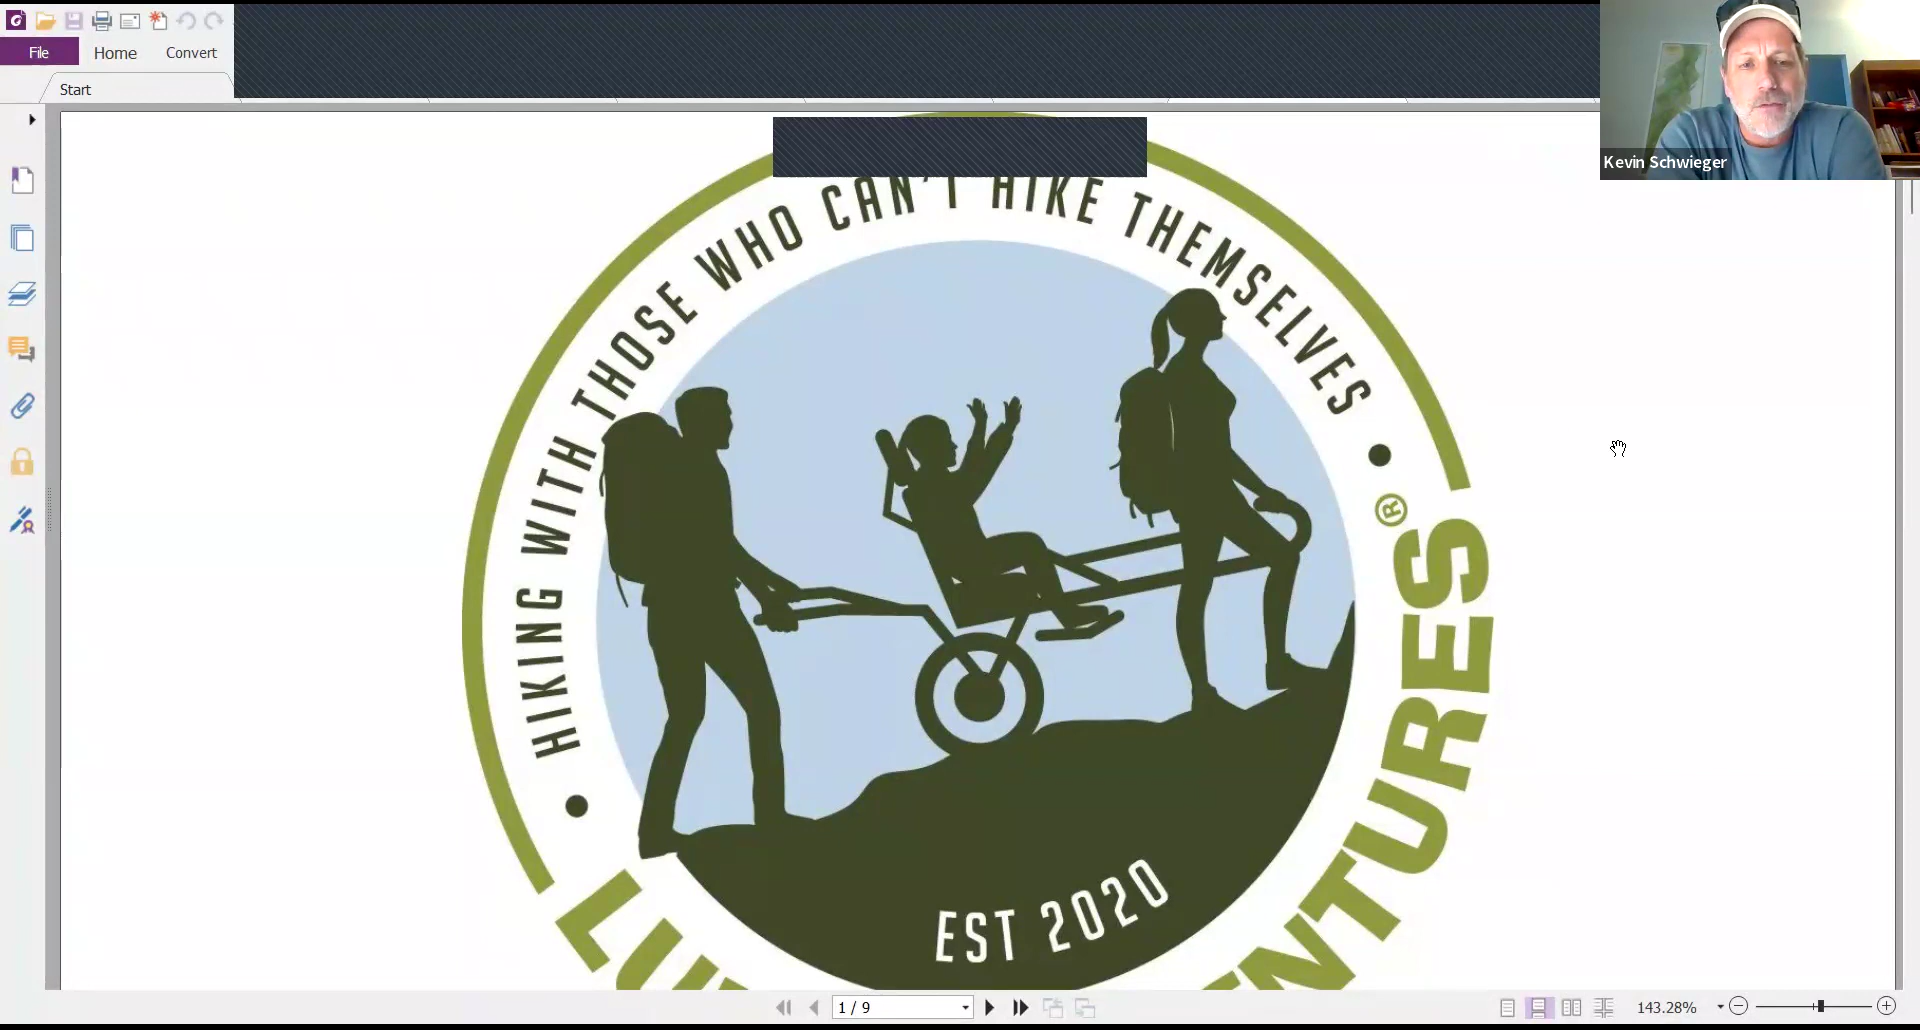 File Home Convert
Start
Kevin Schwieger
HIKING WITH THOSE WHO CAN'T HIKE THEMSELVES
ENTURES®
EST 2020
1 / 9
143.28%